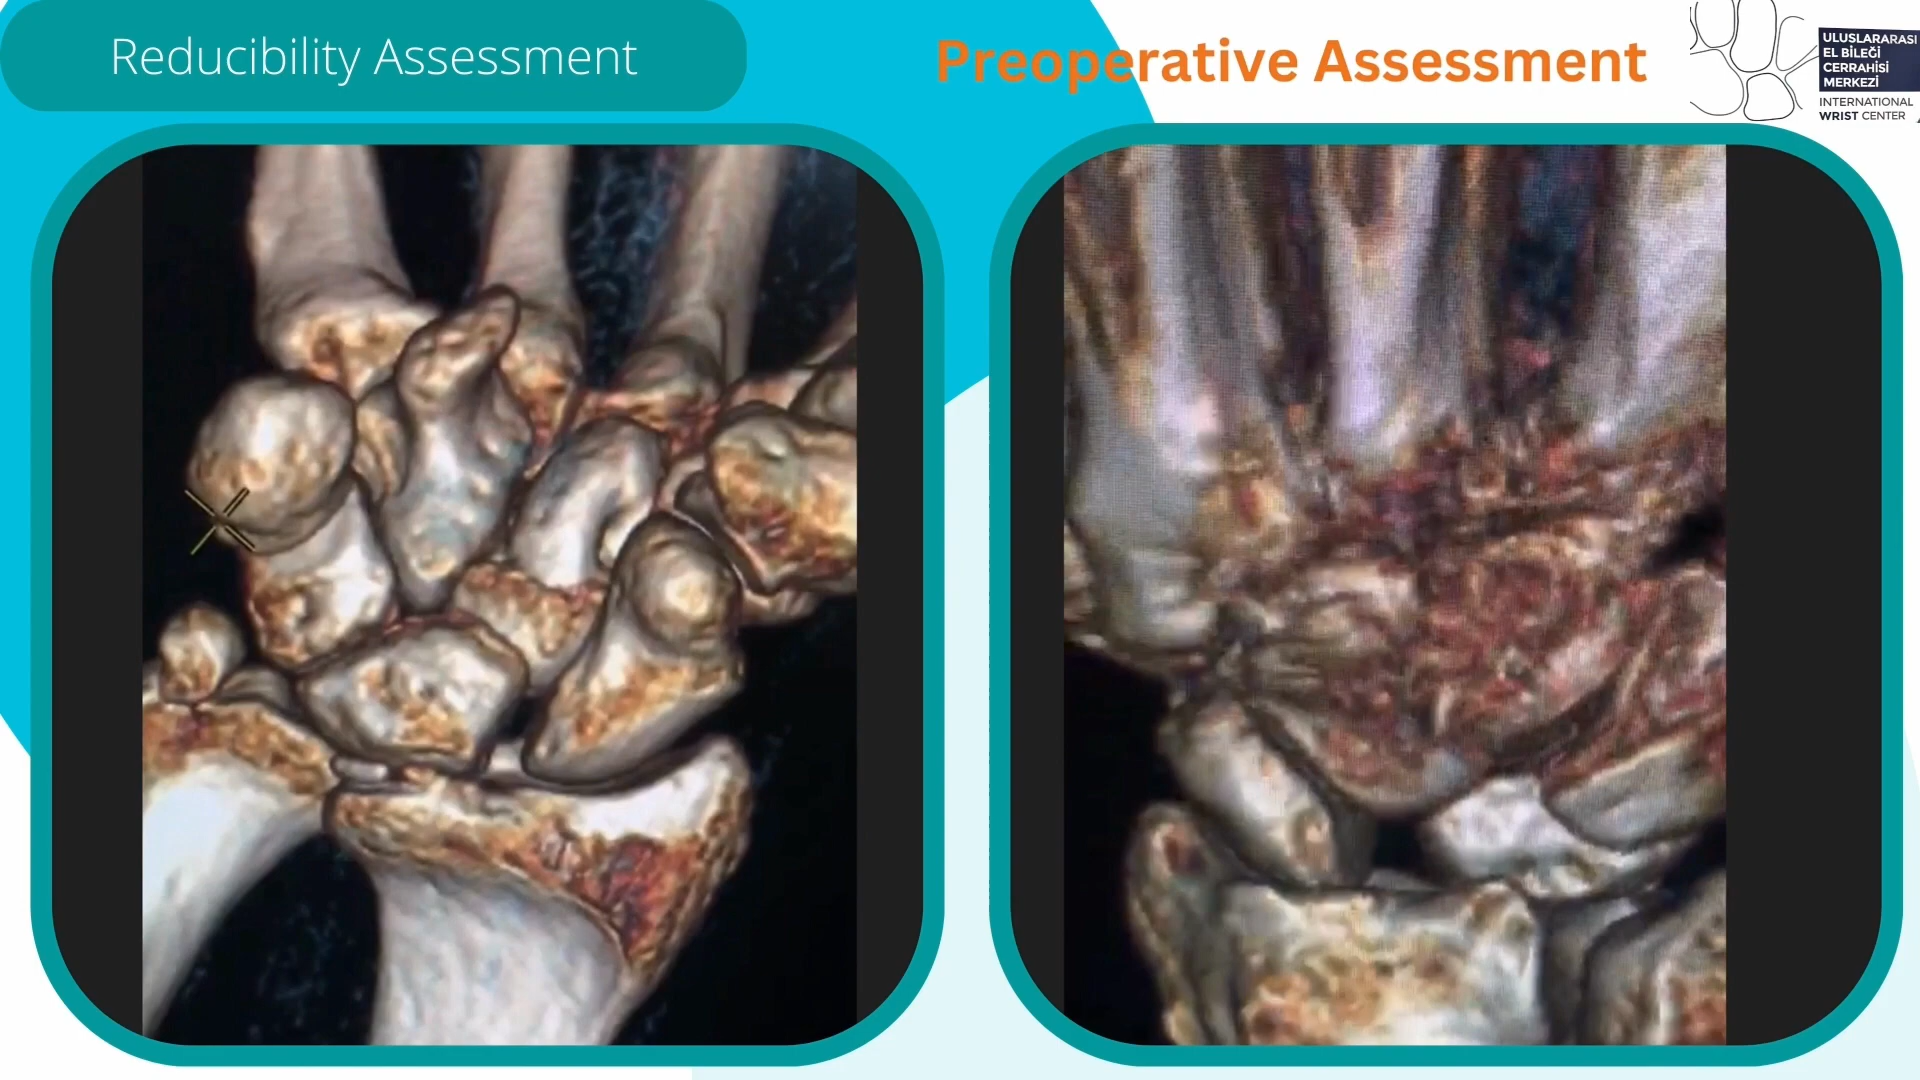 Reducibility Assessment
Preoperative Assessment
ULUSLARARASI
EL BİLEĞİ
CERRAHİSİ
MERKEZİ
INTERNATIONAL
WRIST CENTER